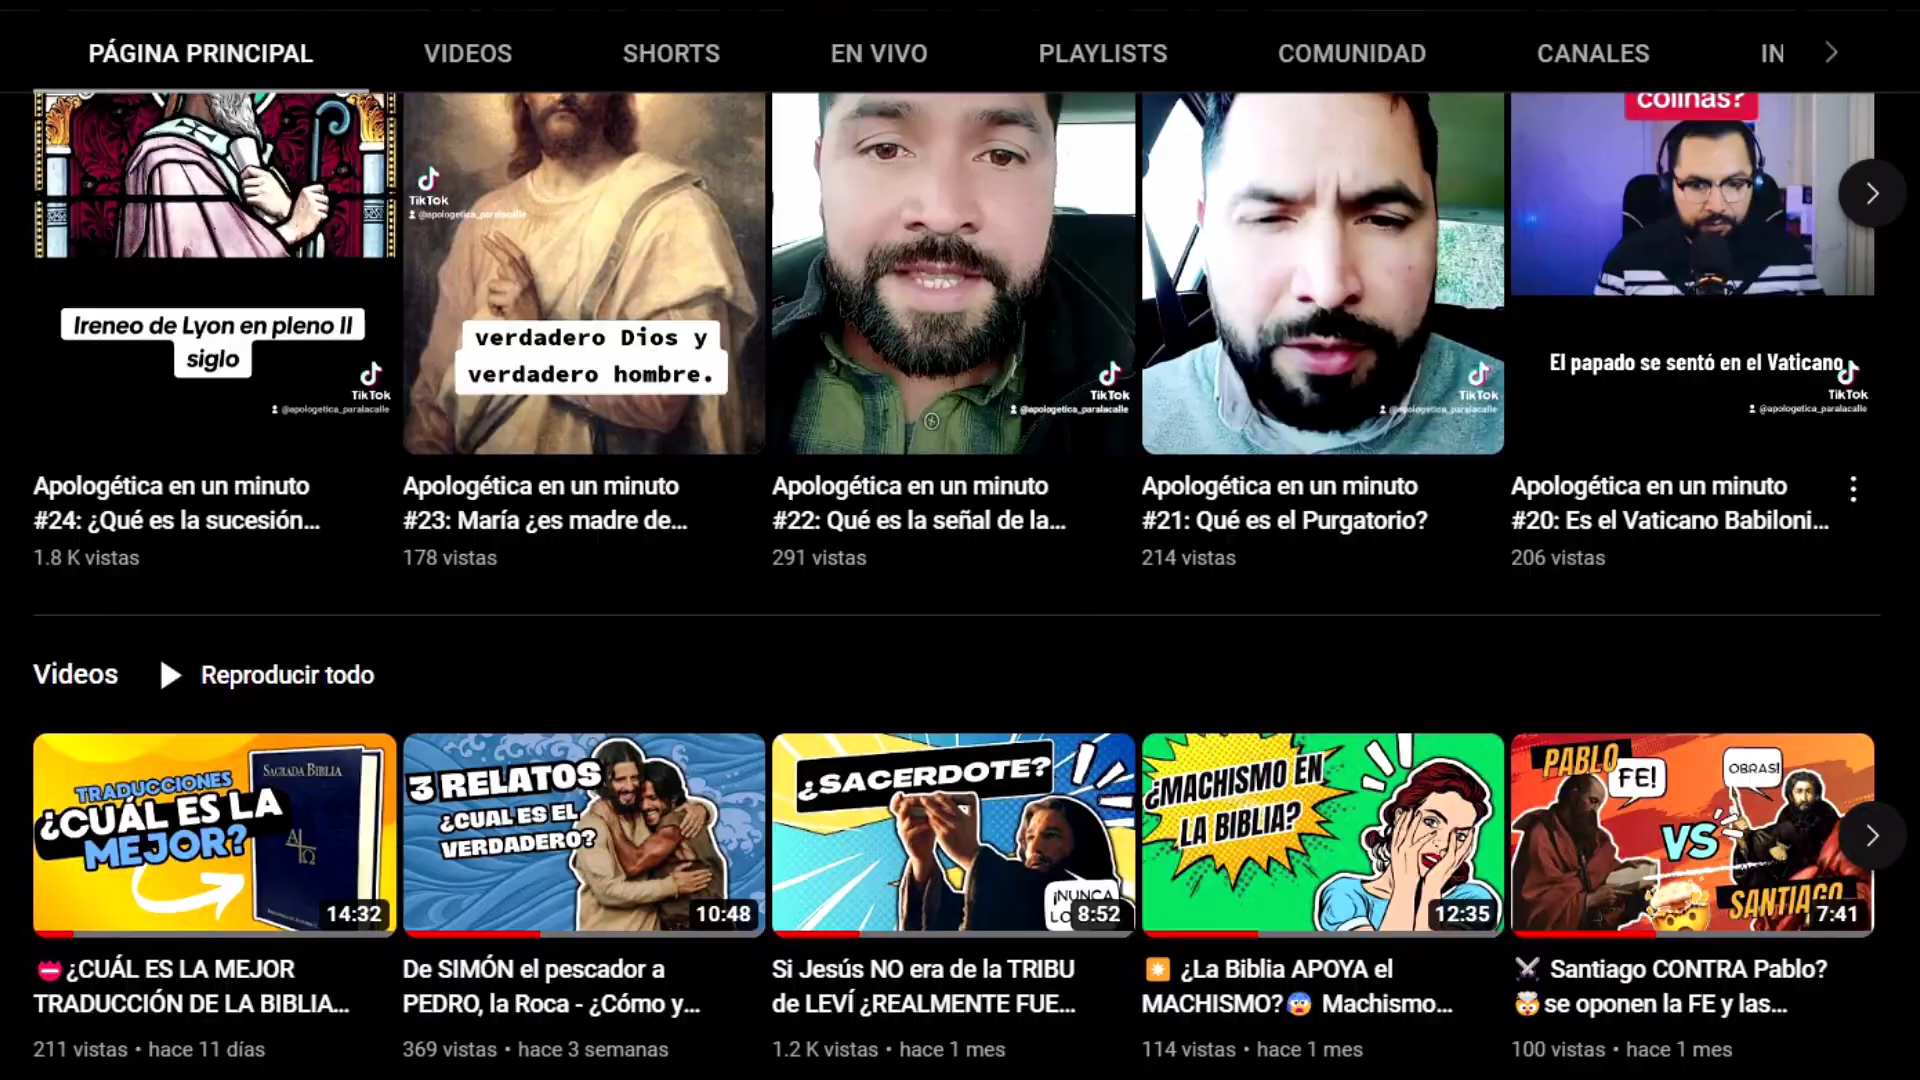 PÁGINA PRINCIPAL
VIDEOS
SHORTS
EN VIVO
PLAYLISTS
COMUNIDAD
CANALES
IN
Ireneo de Lyon en pleno II
siglo
TikTok
@apologetica_paralacalle
TikTok
@apologetica_paralacalle
verdadero Dios y
verdadero hombre.
TikTok
@apologetica_paralacalle
TikTok
@apologetica_paralacalle
colinas?
El papado se sentó en el Vaticano
TikTok
@apologetica_paralacalle
Apologética en un minuto
#24: ¿Qué es la sucesión...
1.8 K vistas
Apologética en un minuto
#23: María ¿es madre de...
178 vistas
Apologética en un minuto
#22: Qué es la señal de la...
291 vistas
Apologética en un minuto
#21: Qué es el Purgatorio?
214 vistas
Apologética en un minuto
#20: Es el Vaticano Babiloni...
206 vistas
Videos
Reproducir todo
TRADUCCIONES
¿CUÁL ES LA
MEJOR?
SAGRADA BIBLIA
14:32
3 RELATOS
¿CUAL ES EL
VERDADERO?
10:48
¿SACERDOTE?
¡NUNCA
LO
8:52
¿MACHISMO EN
LA BIBLIA?
12:35
PABLO
FE!
OBRAS!
VS
SANTIAGO
7:41
¿CUÁL ES LA MEJOR
TRADUCCIÓN DE LA BIBLIA...
211 vistas • hace 11 días
De SIMÓN el pescador a
PEDRO, la Roca - ¿Cómo y...
369 vistas • hace 3 semanas
Si Jesús NO era de la TRIBU
de LEVÍ ¿REALMENTE FUE...
1.2 K vistas • hace 1 mes
¿La Biblia APOYA el
MACHISMO?😱 Machismo...
114 vistas • hace 1 mes
Santiago CONTRA Pablo?
🤯se oponen la FE y las...
100 vistas • hace 1 mes